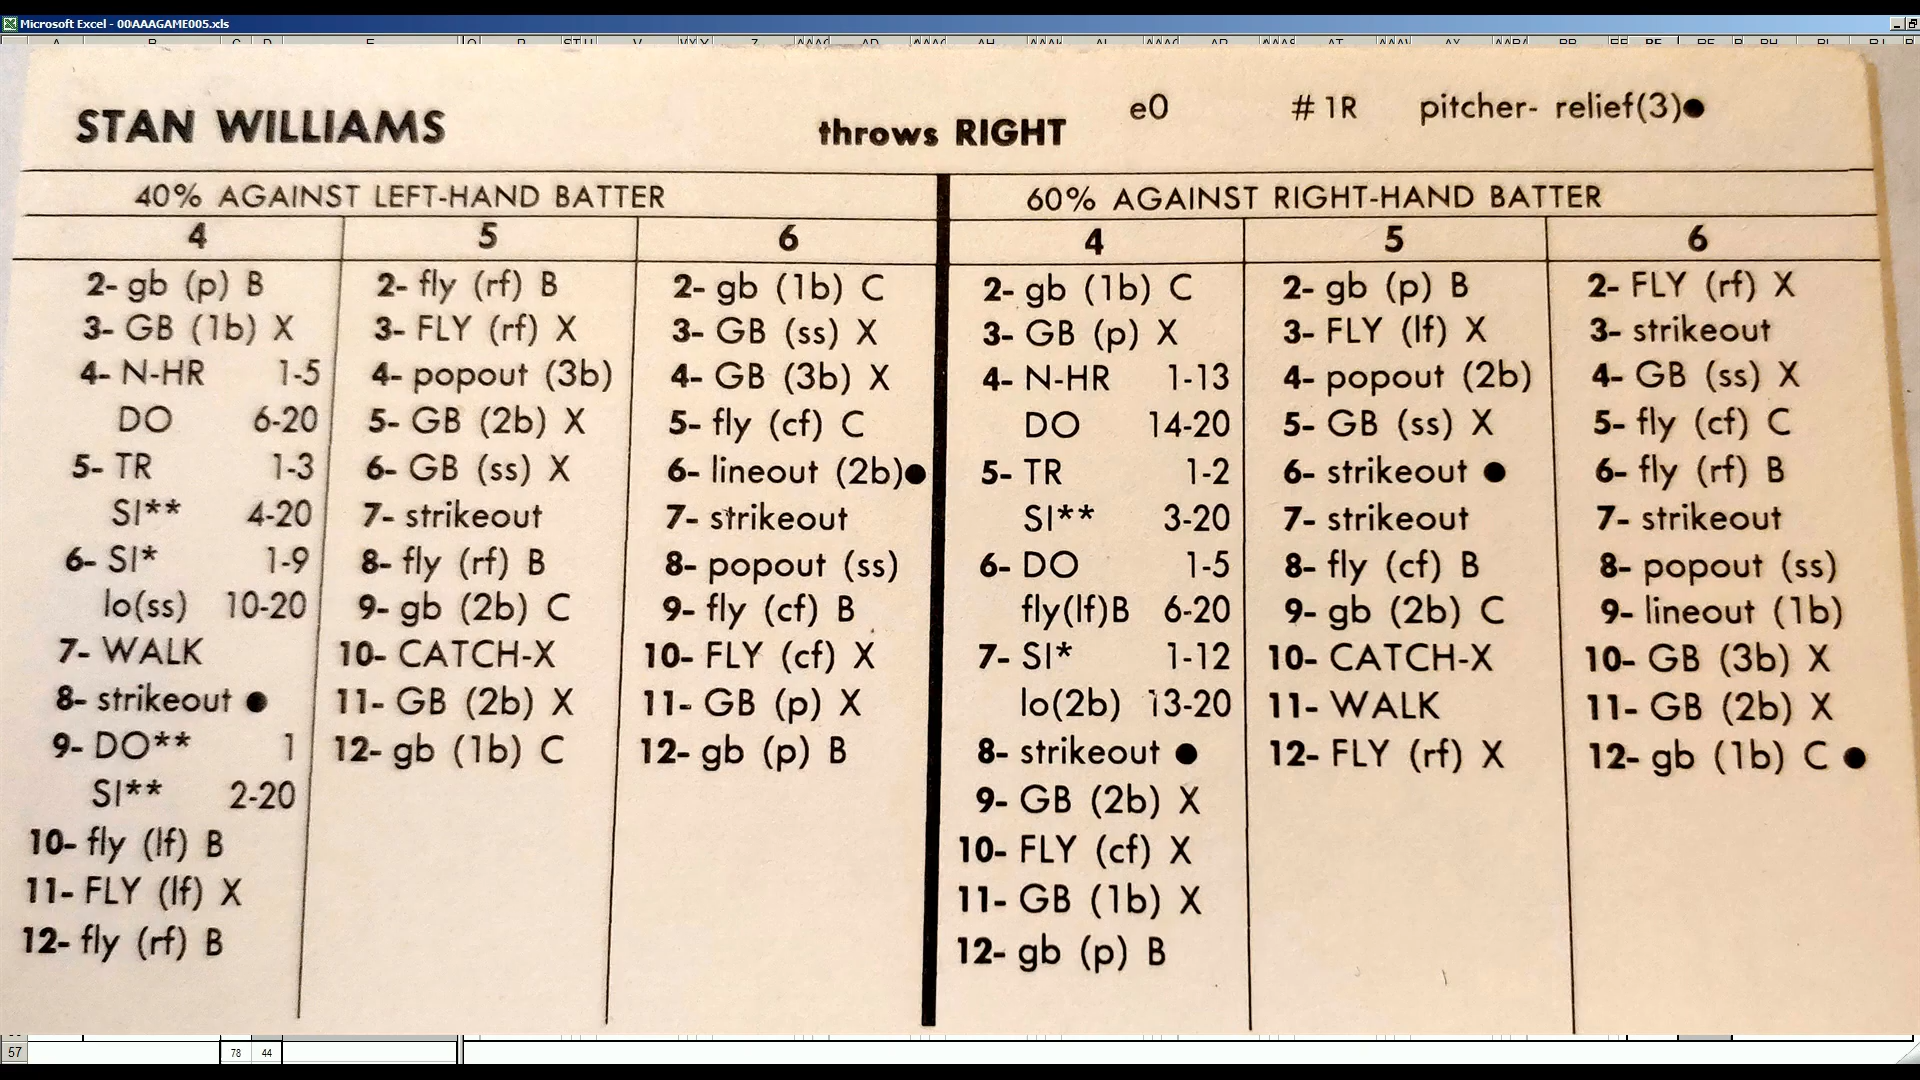 Microsoft Excel - 00AAAGAME005.xls
STAN WILLIAMS throws RIGHT e0 # 1R pitcher- relief(3)●
40% AGAINST LEFT-HAND BATTER
4
2- gb (p) B
3- GB (1b) X
4- N-HR 1-5
DO 6-20
5- TR 1-3
SI** 4-20
6- SI* 1-9
lo(ss) 10-20
7- WALK
8- strikeout ●
9- DO** 1
SI** 2-20
10- fly (lf) B
11- FLY (lf) X
12- fly (rf) B
5
2- fly (rf) B
3- FLY (rf) X
4- popout (3b)
5- GB (2b) X
6- GB (ss) X
7- strikeout
8- fly (rf) B
9- gb (2b) C
10- CATCH-X
11- GB (2b) X
12- gb (1b) C
6
2- gb (1b) C
3- GB (ss) X
4- GB (3b) X
5- fly (cf) C
6- lineout (2b)●
7- strikeout
8- popout (ss)
9- fly (cf) B
10- FLY (cf) X
11- GB (p) X
12- gb (p) B
60% AGAINST RIGHT-HAND BATTER
4
2- gb (1b) C
3- GB (p) X
4- N-HR 1-13
DO 14-20
5- TR 1-2
SI** 3-20
6- DO 1-5
fly(lf)B 6-20
7- SI* 1-12
lo(2b) 13-20
8- strikeout ●
9- GB (2b) X
10- FLY (cf) X
11- GB (1b) X
12- gb (p) B
5
2- gb (p) B
3- FLY (lf) X
4- popout (2b)
5- GB (ss) X
6- strikeout ●
7- strikeout
8- fly (cf) B
9- gb (2b) C
10- CATCH-X
11- WALK
12- FLY (rf) X
6
2- FLY (rf) X
3- strikeout
4- GB (ss) X
5- fly (cf) C
6- fly (rf) B
7- strikeout
8- popout (ss)
9- lineout (1b)
10- GB (3b) X
11- GB (2b) X
12- gb (1b) C ●
57 78 44